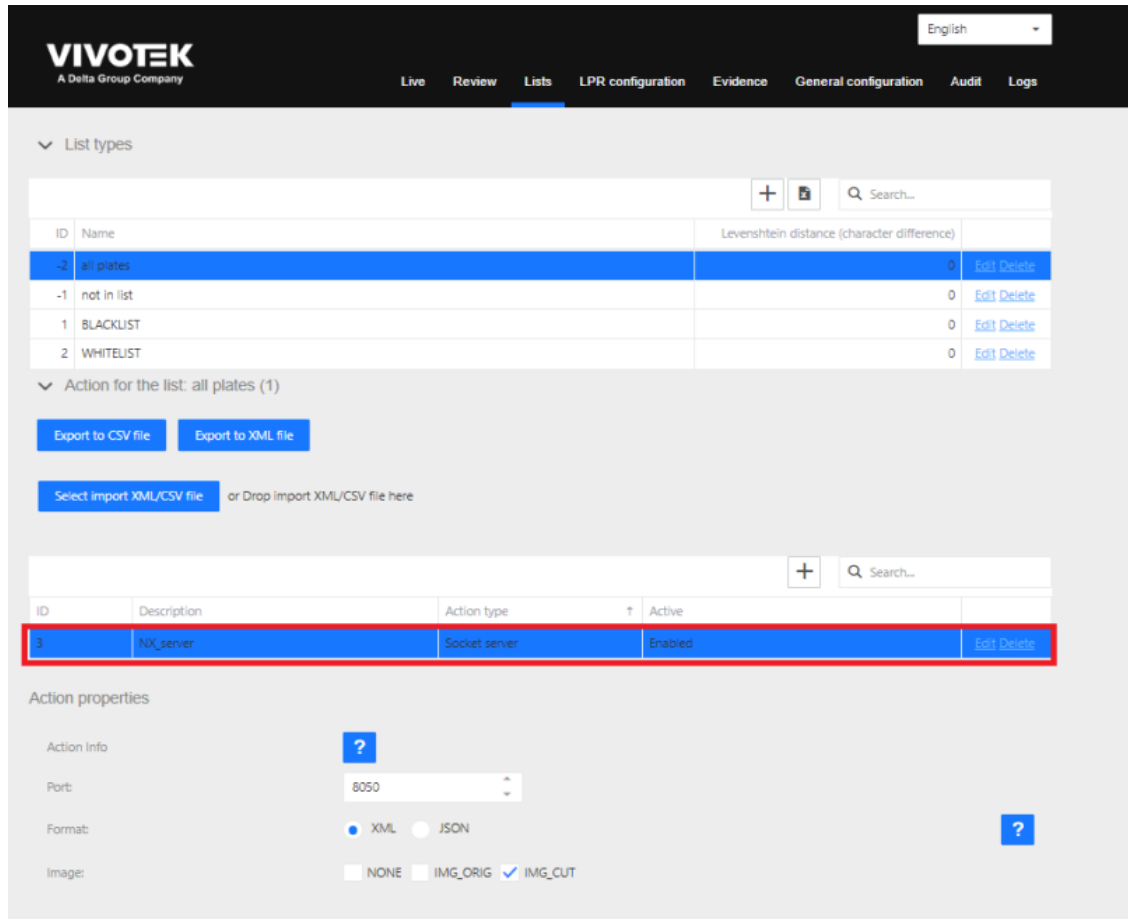 English
VIVOTEK
A Delta Group Company
Live Review Lists LPR configuration Evidence General configuration Audit Logs
List types
Search...
ID Name Levenshtein distance (character difference)
-2 all plates 0 Edit Delete
-1 not in list 0 Edit Delete
1 BLACKLIST 0 Edit Delete
2 WHITELIST 0 Edit Delete
Action for the list: all plates (1)
Export to CSV file Export to XML file
Select import XML/CSV file or Drop import XML/CSV file here
Search...
ID Description Action type ↑ Active
3 NX_server Socket server Enabled Edit Delete
Action properties
Action Info ?
Port: 8050
Format: XML JSON ?
Image: NONE IMG_ORIG IMG_CUT